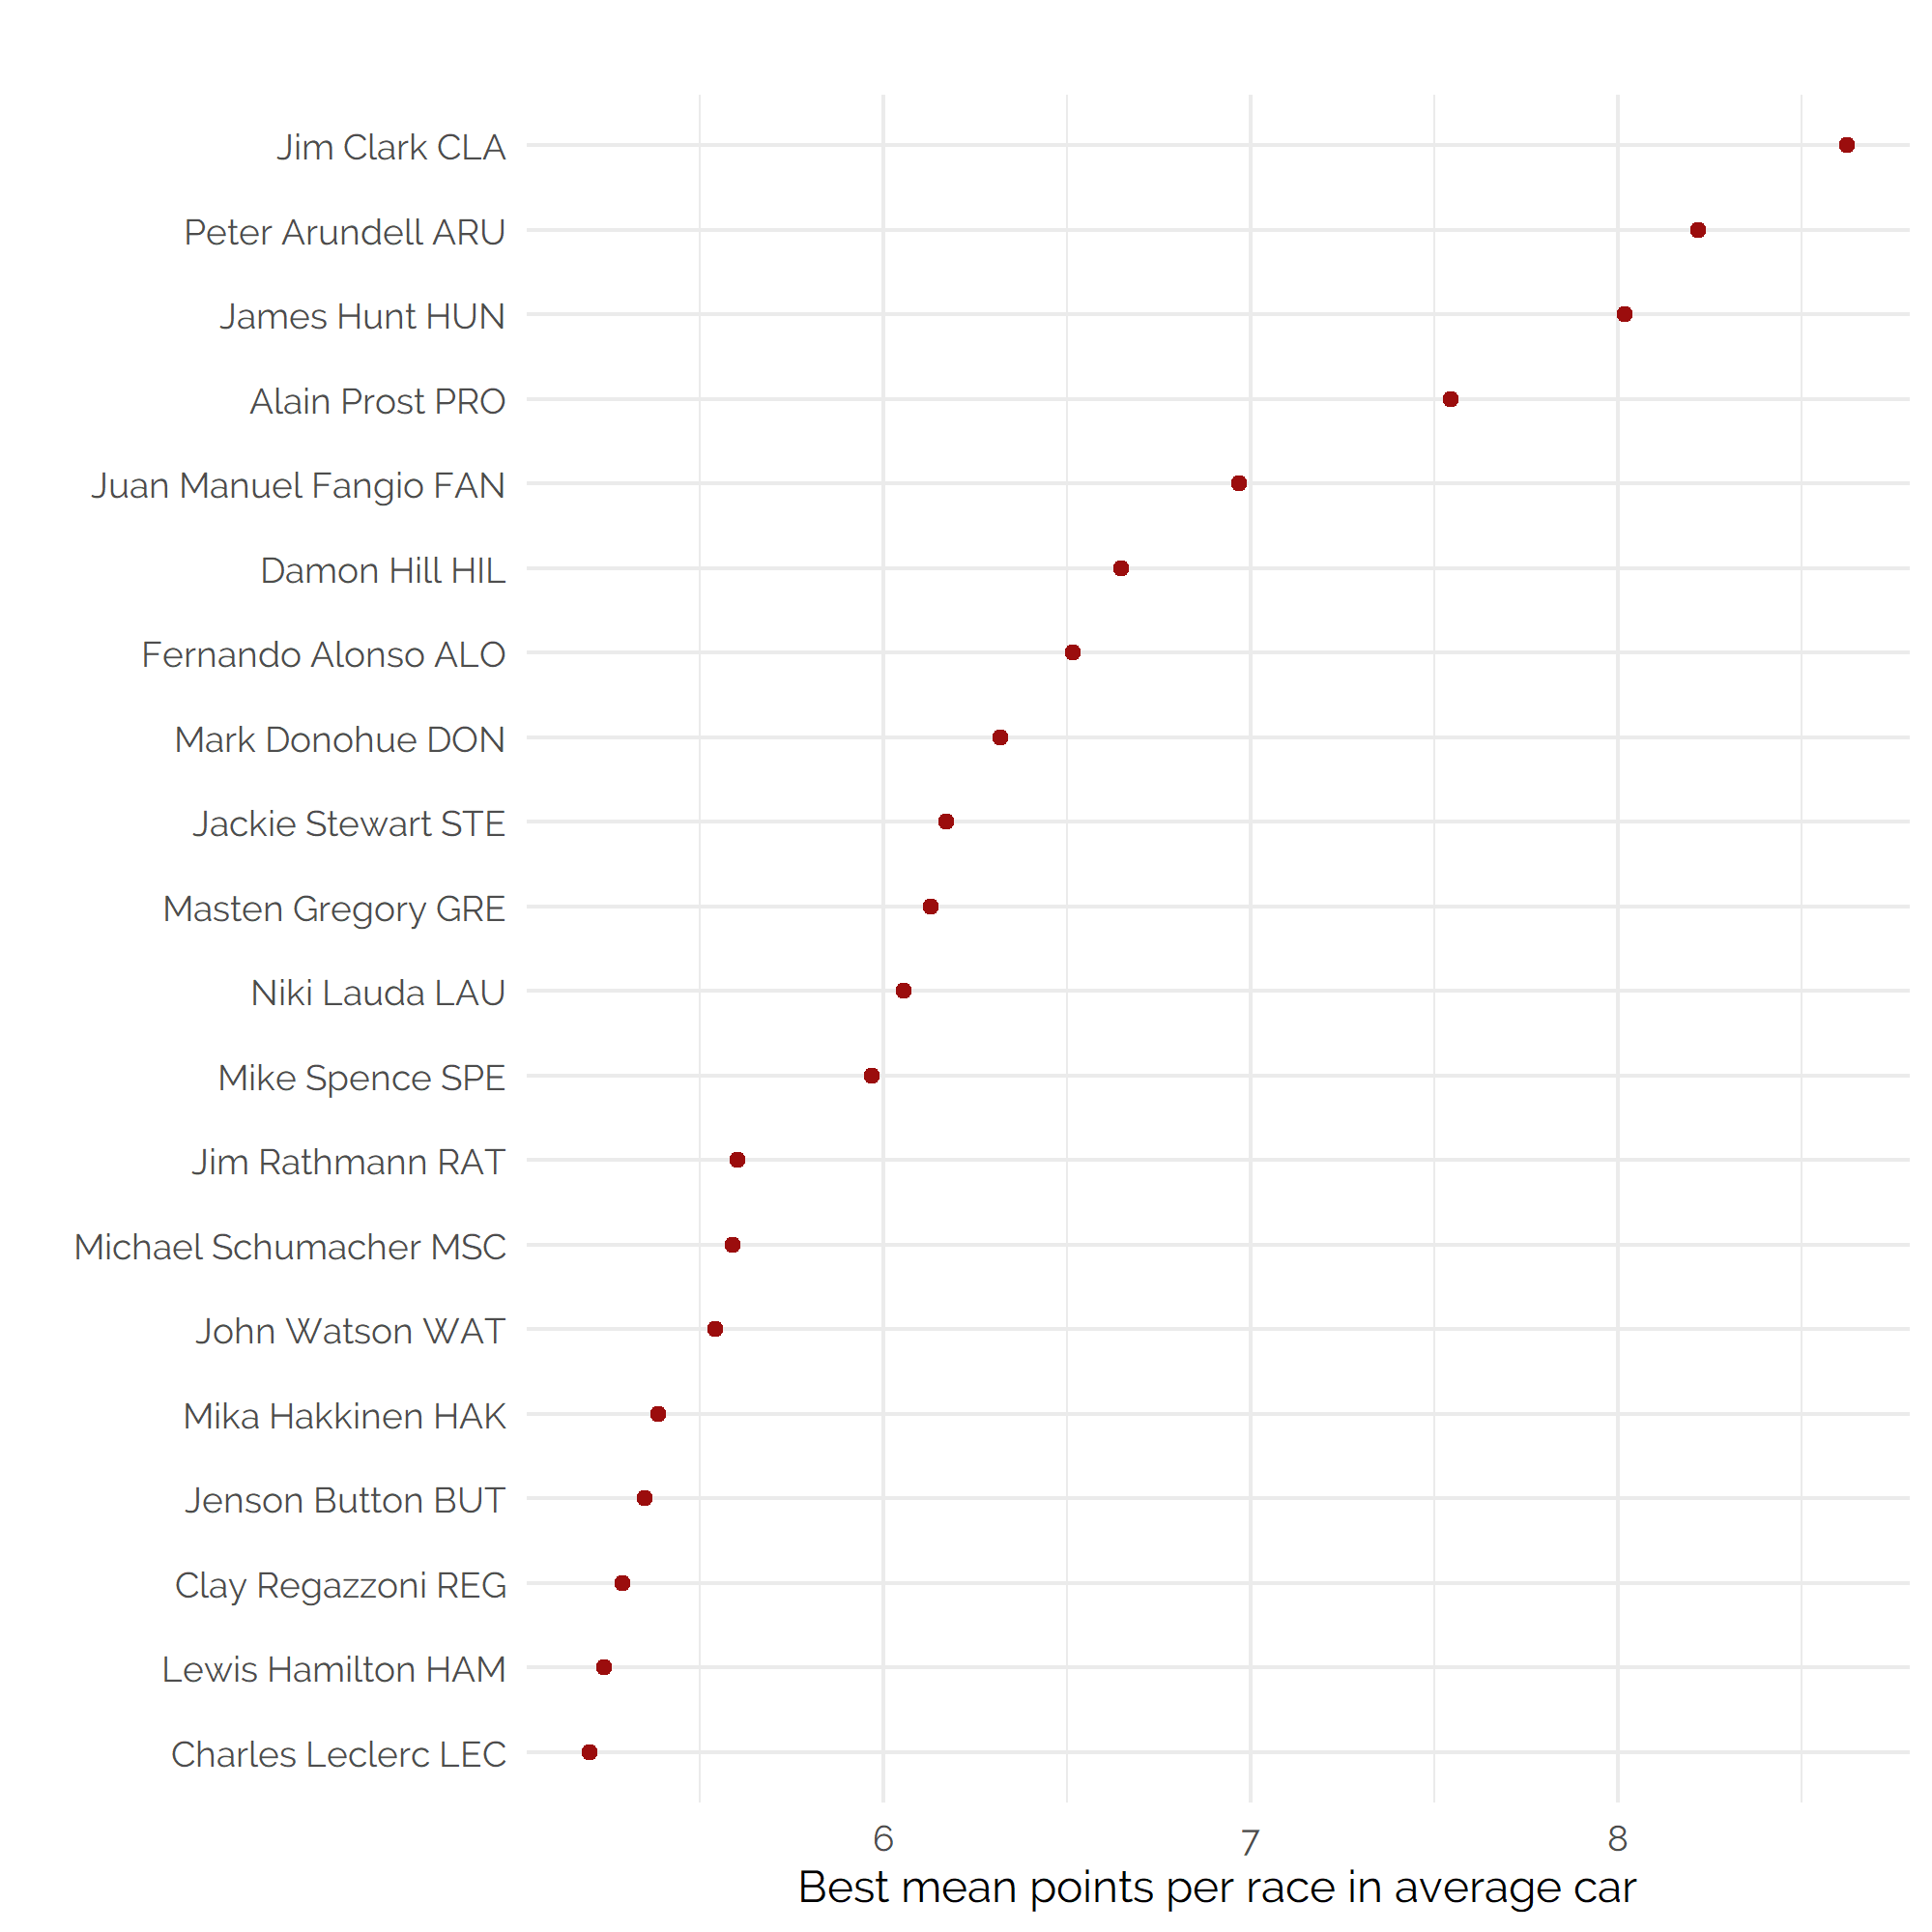 Jim Clark CLA
Peter Arundell ARU
James Hunt HUN
Alain Prost PRO
Juan Manuel Fangio FAN
Damon Hill HIL
Fernando Alonso ALO
Mark Donohue DON
Jackie Stewart STE
Masten Gregory GRE
Niki Lauda LAU
Mike Spence SPE
Jim Rathmann RAT
Michael Schumacher MSC
John Watson WAT
Mika Hakkinen HAK
Jenson Button BUT
Clay Regazzoni REG
Lewis Hamilton HAM
Charles Leclerc LEC
6 7 8
Best mean points per race in average car